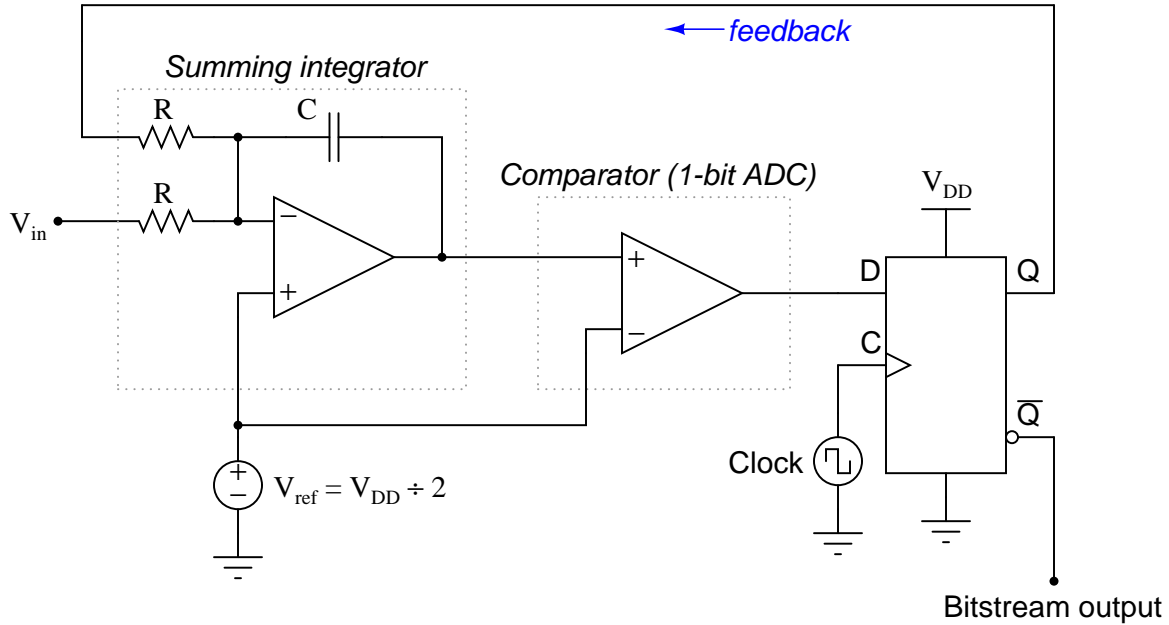 feedback
Summing integrator
R
C
R
V_in
−
+
Comparator (1-bit ADC)
+
−
V_DD
D
Q
C
Q̅
Clock
+
−
V_ref = V_DD ÷ 2
Bitstream output